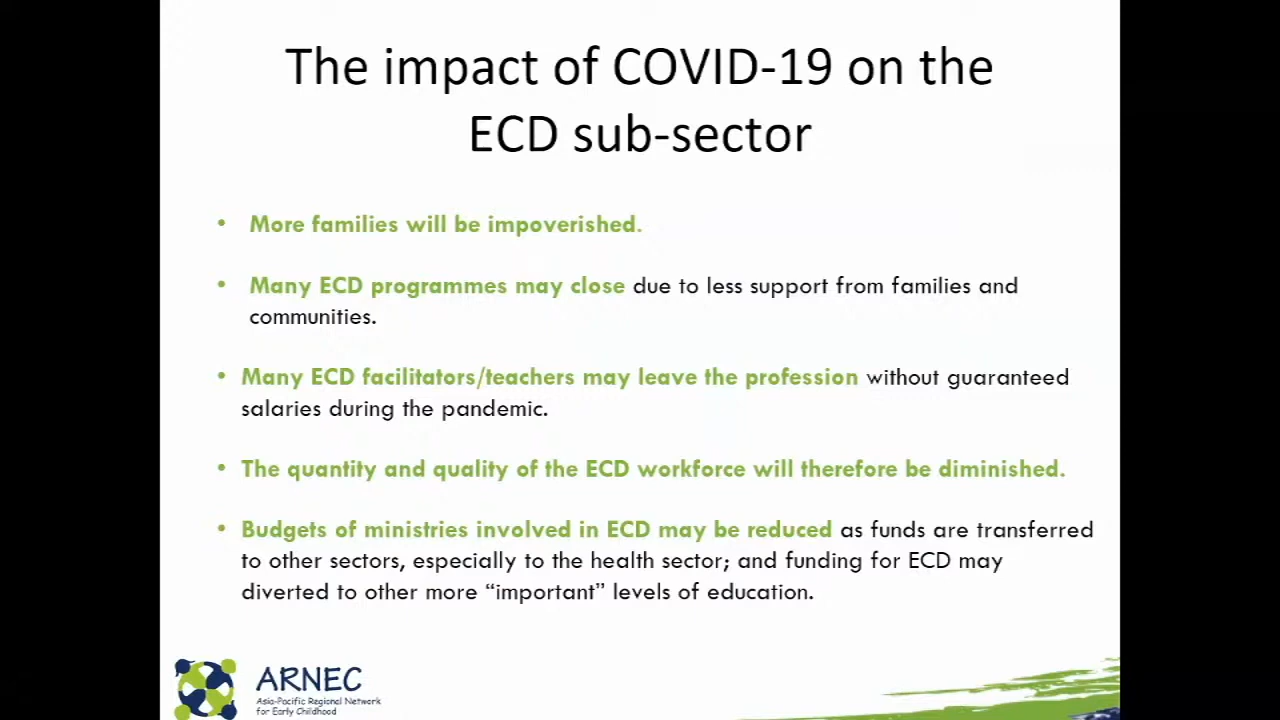 The impact of COVID-19 on the
ECD sub-sector
• More families will be impoverished.
• Many ECD programmes may close due to less support from families and
communities.
• Many ECD facilitators/teachers may leave the profession without guaranteed
salaries during the pandemic.
• The quantity and quality of the ECD workforce will therefore be diminished.
• Budgets of ministries involved in ECD may be reduced as funds are transferred
to other sectors, especially to the health sector; and funding for ECD may
diverted to other more “important” levels of education.
ARNEC
Asia-Pacific Regional Network
for Early Childhood